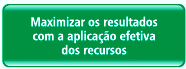 Maximizar os resultados
com a aplicação efetiva
dos recursos